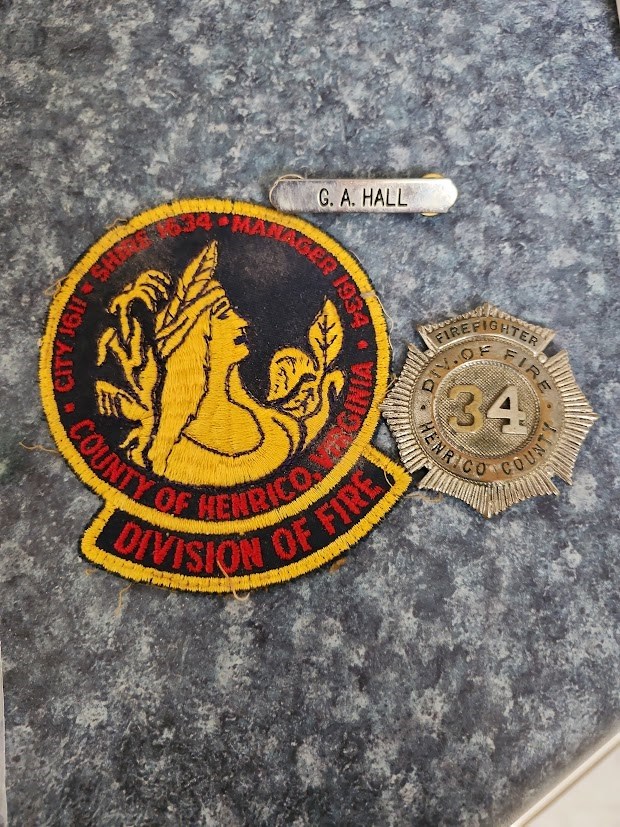 G. A. HALL
CITY 1611 • SHIRE 1634 • MANAGER 1934 •
COUNTY OF HENRICO, VIRGINIA
DIVISION OF FIRE
FIREFIGHTER
DIV. OF FIRE
34
HENRICO COUNTY